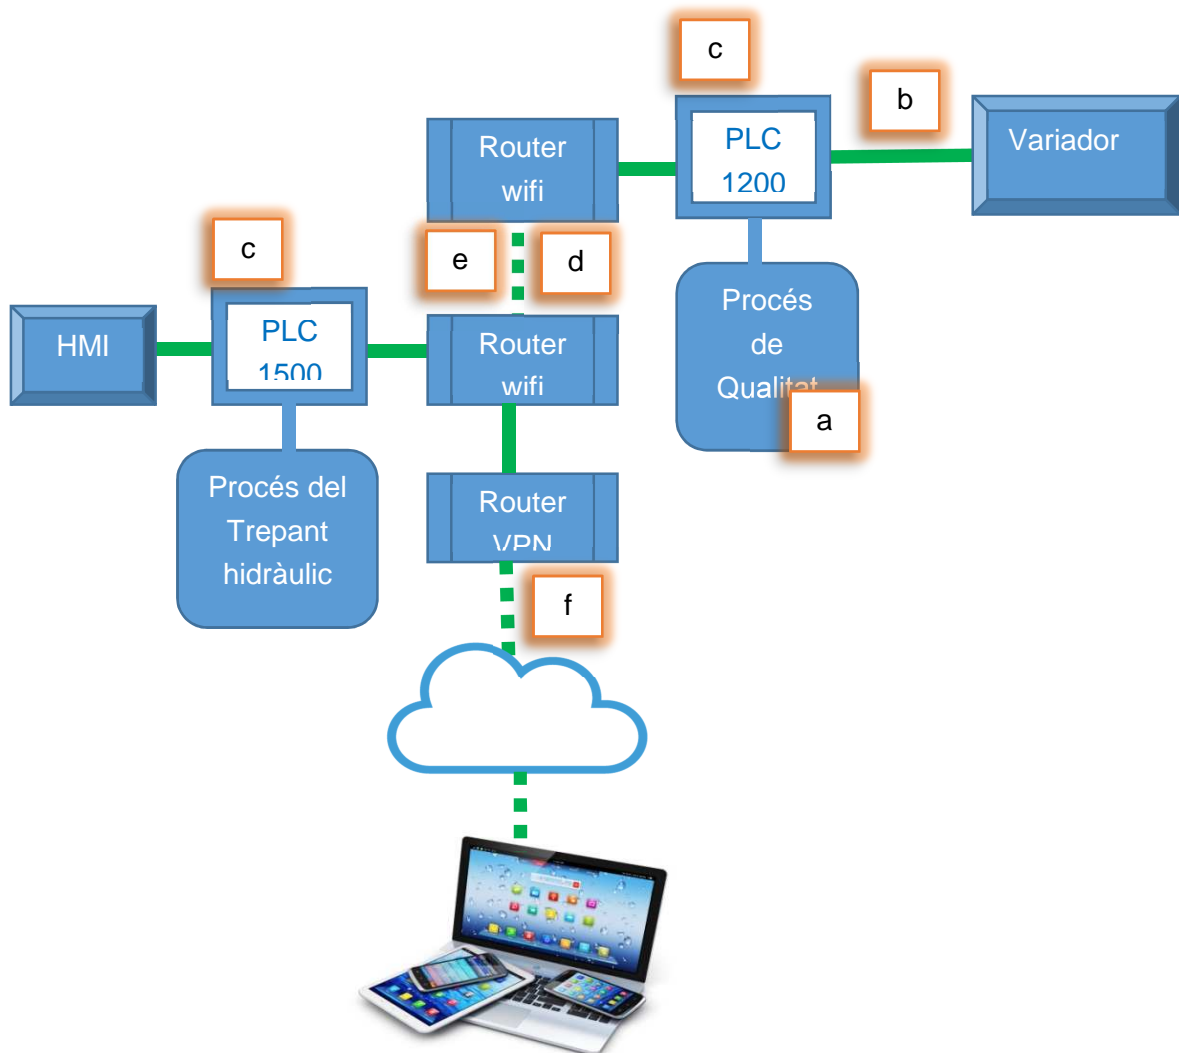 c
b
PLC
1200
Variador
Router
wifi
c
e
d
Procés
de
Qualitat
a
HMI
PLC
1500
Router
wifi
Procés del
Trepant
hidràulic
Router
VPN
f